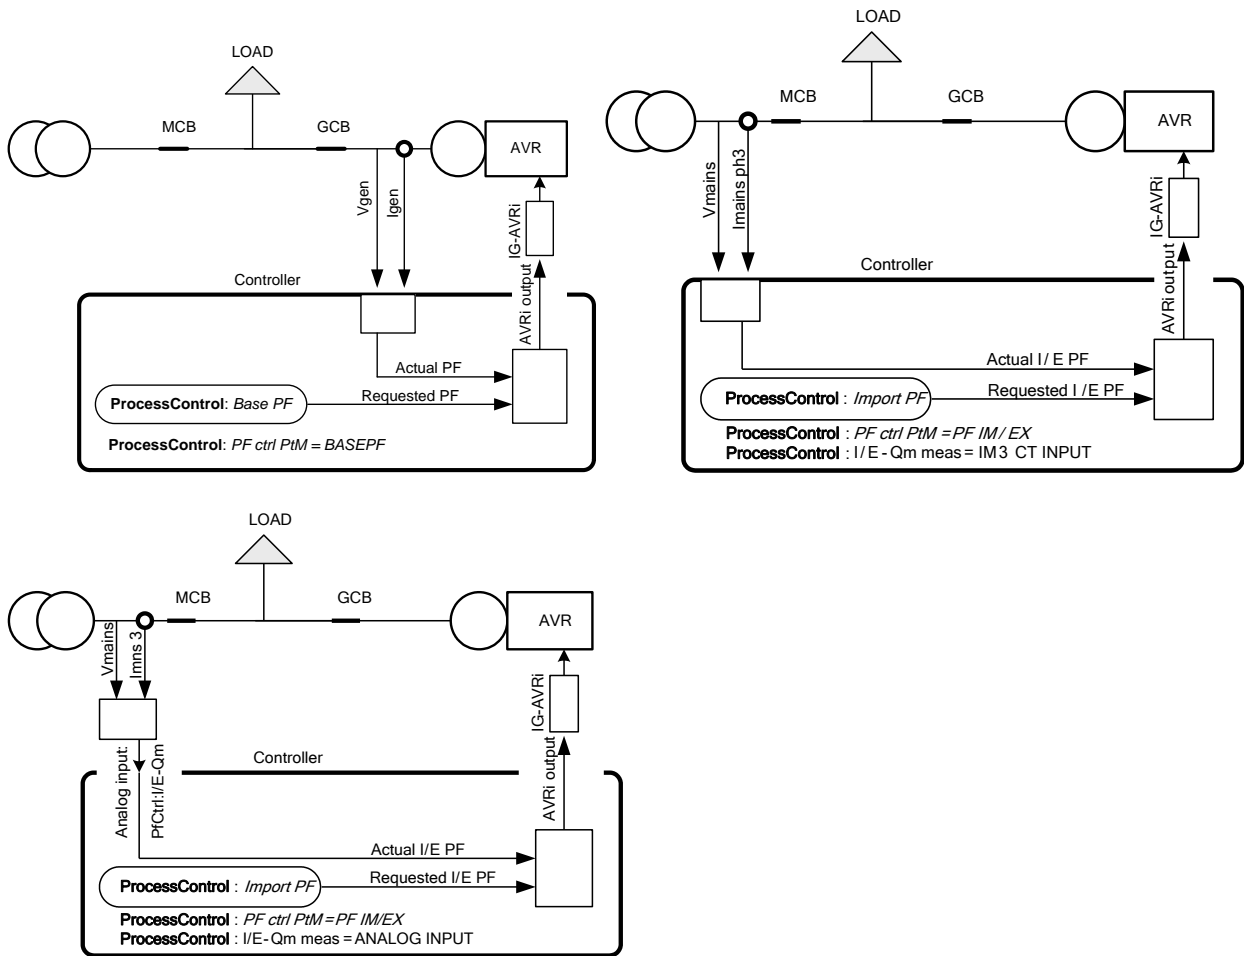 LOAD
MCB
GCB
AVR
Vgen
Igen
IG-AVRi
AVRi output
Controller
Actual PF
ProcessControl: Base PF
Requested PF
ProcessControl: PF ctrl PtM = BASEPF
LOAD
MCB
GCB
AVR
Vmains
Imains ph3
IG-AVRi
AVRi output
Controller
Actual I / E PF
ProcessControl : Import PF
Requested I / E PF
ProcessControl : PF ctrl PtM = PF IM / EX
ProcessControl : I / E - Qm meas = IM3 CT INPUT
LOAD
MCB
GCB
AVR
Vmains
Imns 3
IG-AVRi
AVRi output
Analog input:
PfCtrl:I/E-Qm
Controller
Actual I/E PF
ProcessControl : Import PF
Requested I/E PF
ProcessControl : PF ctrl PtM = PF IM/EX
ProcessControl : I/E-Qm meas = ANALOG INPUT